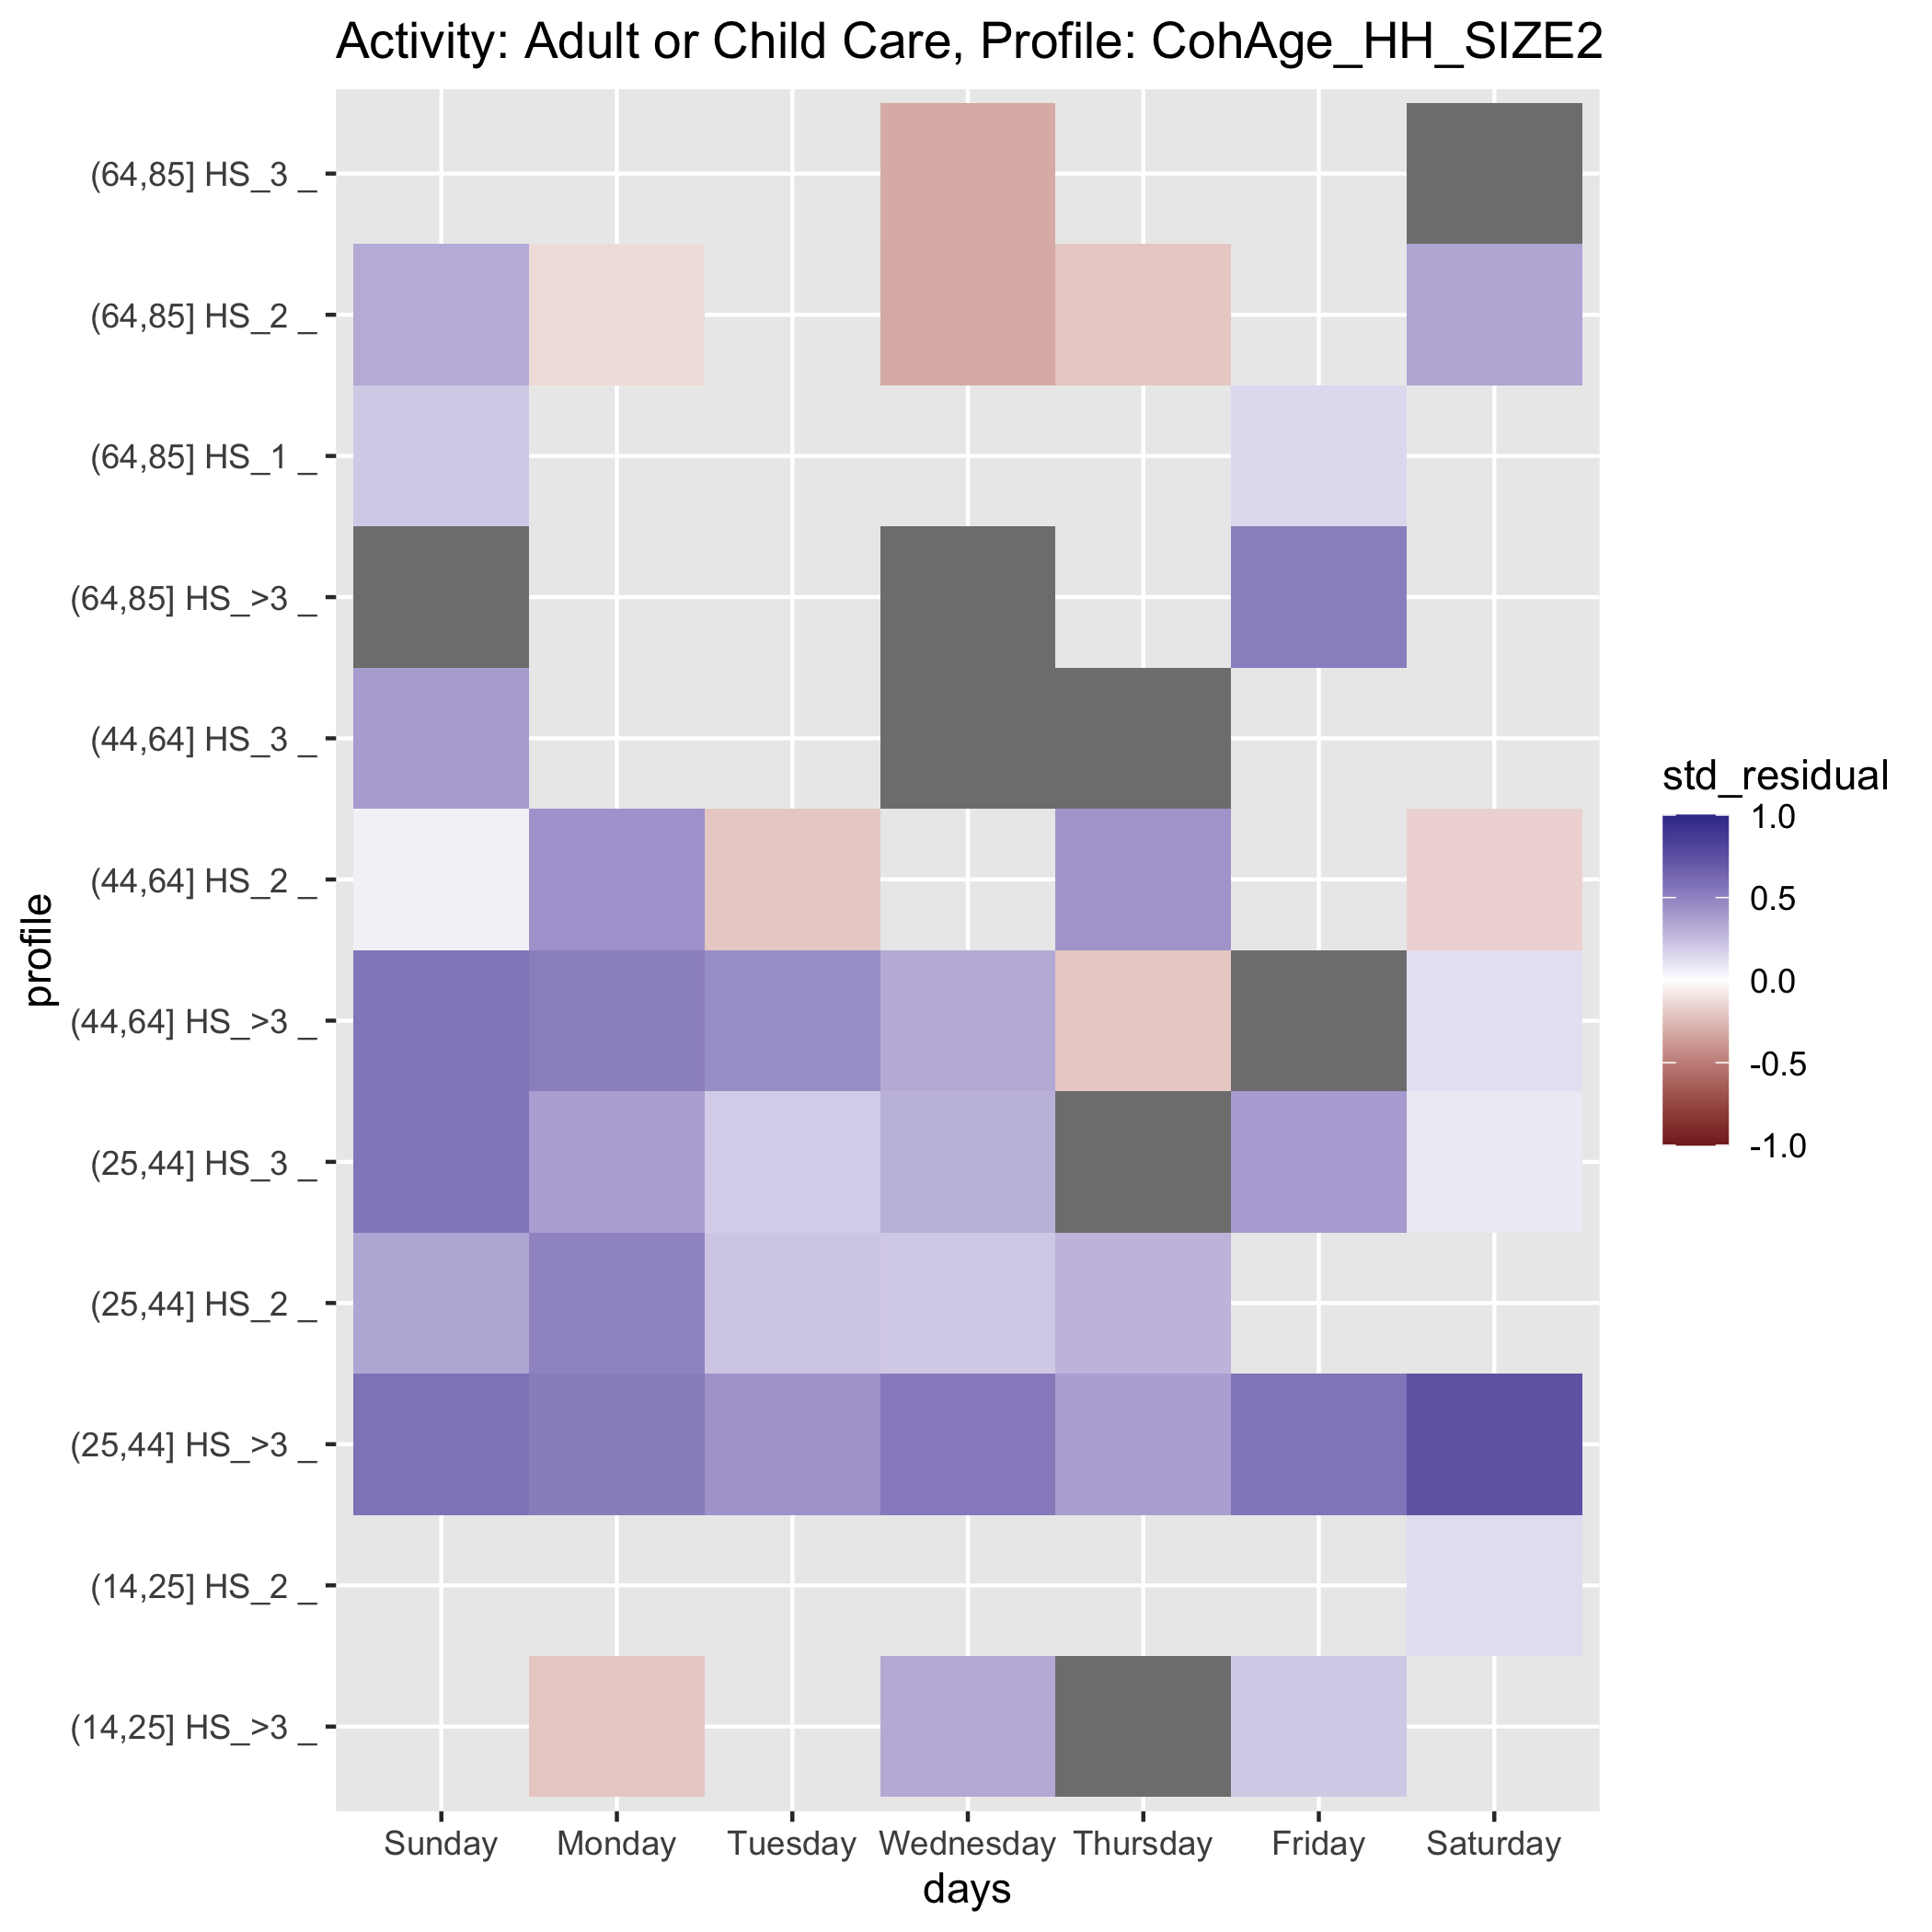 Activity: Adult or Child Care, Profile: CohAge_HH_SIZE2
profile
(64,85] HS_3 _
(64,85] HS_2 _
(64,85] HS_1 _
(64,85] HS_>3 _
(44,64] HS_3 _
(44,64] HS_2 _
(44,64] HS_>3 _
(25,44] HS_3 _
(25,44] HS_2 _
(25,44] HS_>3 _
(14,25] HS_2 _
(14,25] HS_>3 _
Sunday Monday Tuesday Wednesday Thursday Friday Saturday
days
std_residual
1.0
0.5
0.0
-0.5
-1.0